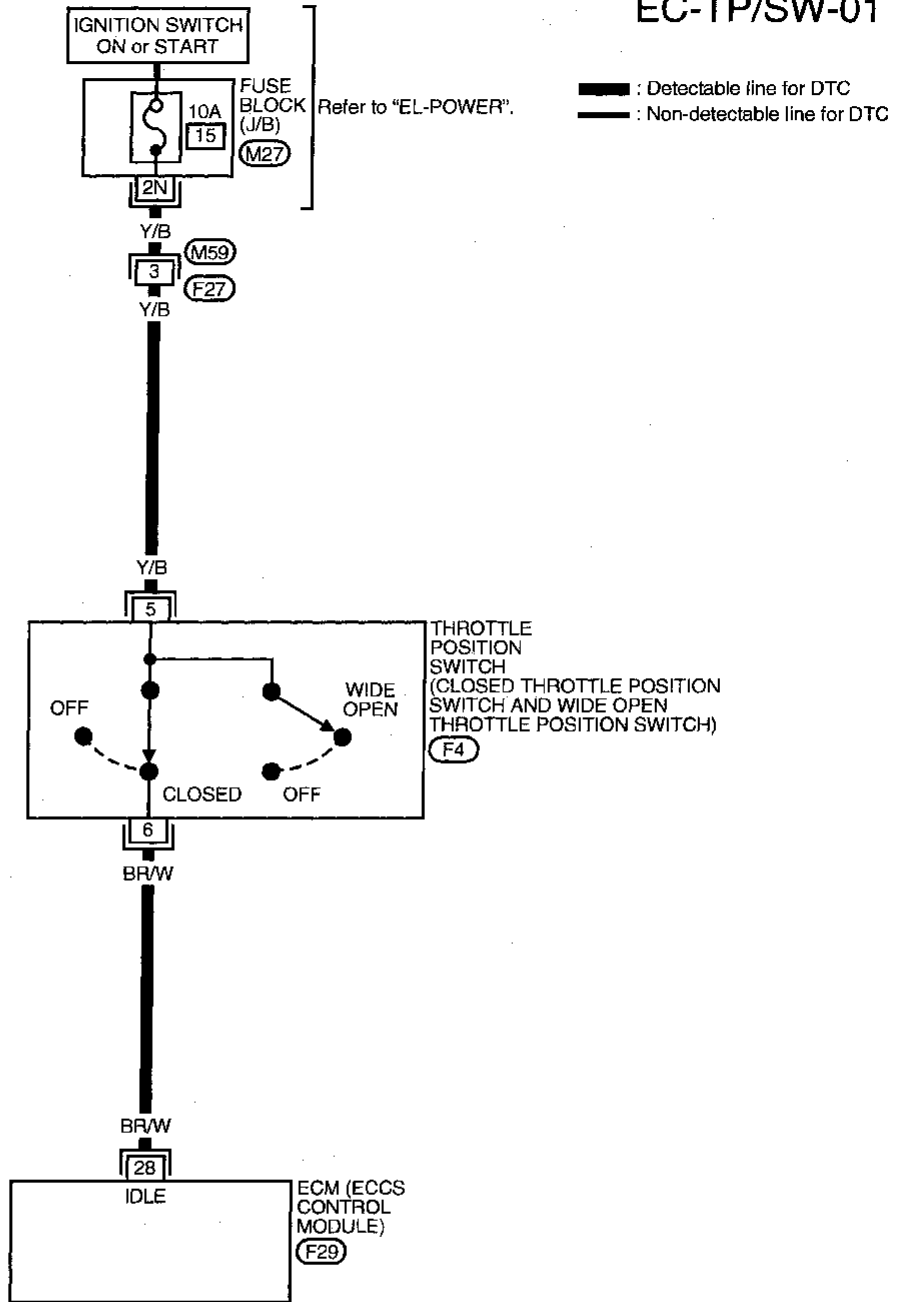 EC-TP/SW-01
IGNITION SWITCH
ON or START
FUSE
BLOCK
(J/B)
10A
15
M27
Refer to "EL-POWER".
: Detectable line for DTC
: Non-detectable line for DTC
2N
Y/B
M59
3
F27
Y/B
Y/B
5
THROTTLE
POSITION
SWITCH
(CLOSED THROTTLE POSITION
SWITCH AND WIDE OPEN
THROTTLE POSITION SWITCH)
F4
OFF
WIDE
OPEN
CLOSED
OFF
6
BR/W
BR/W
28
IDLE
ECM (ECCS
CONTROL
MODULE)
F29